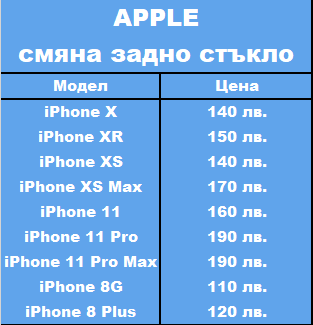 APPLE
смяна задно стъкло
Модел Цена
iPhone X 140 лв.
iPhone XR 150 лв.
iPhone XS 140 лв.
iPhone XS Max 170 лв.
iPhone 11 160 лв.
iPhone 11 Pro 190 лв.
iPhone 11 Pro Max 190 лв.
iPhone 8G 110 лв.
iPhone 8 Plus 120 лв.